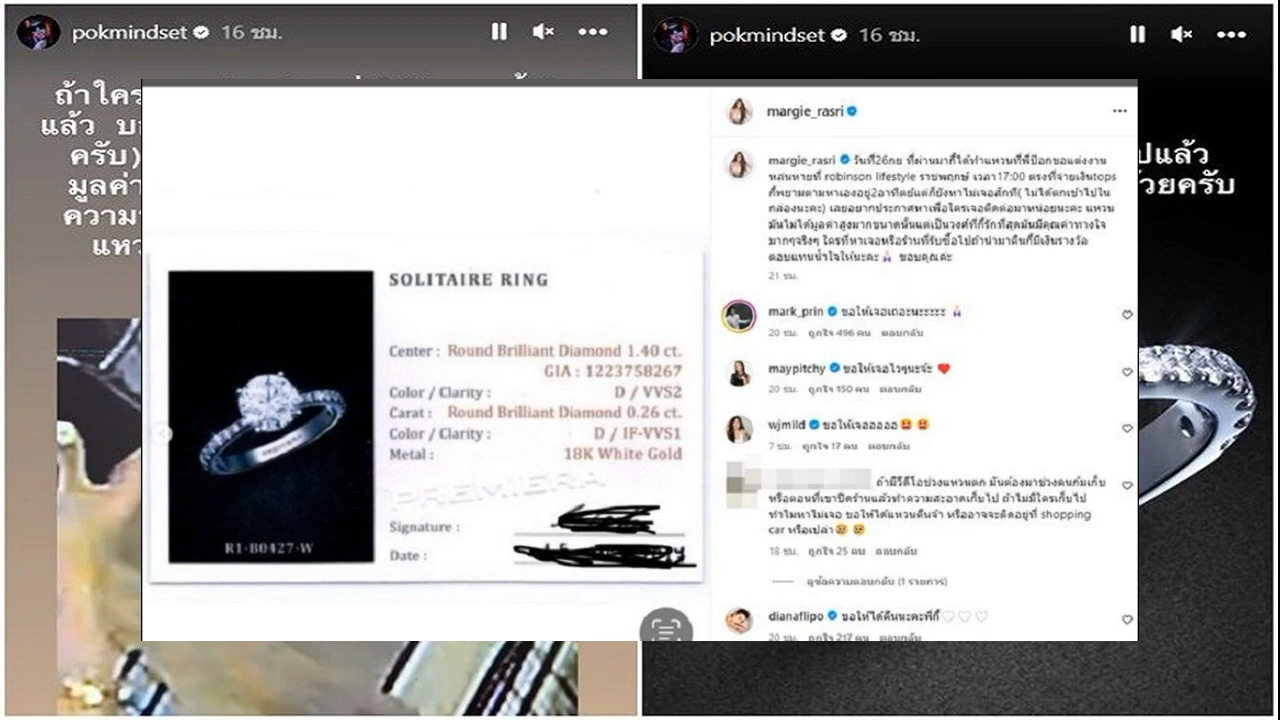 pokmindset 16 ชม.
ถ้าใคร
แล้ว
ครับ)
มูลค่า
ความ
แหว
pokmindset 16 ชม.
ปแล้ว
วยครับ
SOLITAIRE RING
Center : Round Brilliant Diamond 1.40 ct.
GIA : 1223758267
Color / Clarity : D / VVS2
Carat : Round Brilliant Diamond 0.26 ct.
Color / Clarity : D / IF-VVS1
Metal : 18K White Gold
PREMIERA
Signature :
Date :
R1-B0427-W
margie_rasri
margie_rasri วันที่26กย ที่ผ่านมากี้ได้ทำแหวนที่พี่ป๊อกขอแต่งงาน
หล่นหายที่ robinson lifestyle ราชพฤกษ์ เวลา17:00 ตรงที่จ่ายเงินtops
กี้พยามตามหาเองอยู่2อาทิตย์แต่ก็ยังหาไม่เจอสักที( ไม่ได้ตกเข้าไปใน
กล่องนะคะ) เลยอยากประกาศหาเผื่อใครเจอติดต่อมาหน่อยนะคะ แหวน
มันไม่ได้มูลค่าสูงมากขนาดนั้นแต่เป็นวงที่กี้รักที่สุดมันมีคุณค่าทางใจ
มากๆจริงๆ ใครที่หาเจอหรือร้านที่รับซื้อไปถ้านำมาคืนกี้มีเงินรางวัล
ตอบแทนน้ำใจให้นะคะ ขอบคุณค่ะ
21 ชม.
mark_prin ขอให้เจอเถอะนะะะะะ
20 ชม. ถูกใจ 496 คน ตอบกลับ
maypitchy ขอให้เจอไวๆนะจ๊ะ
20 ชม. ถูกใจ 150 คน ตอบกลับ
wjmild ขอให้เจออออออ
7 ชม. ถูกใจ 17 คน ตอบกลับ
ถ้ามีวีดีโอช่วงแหวนตก มันต้องมาช่วงคนก้มเก็บ
หรือตอนที่เขาปิดร้านแล้วทำความสะอาดเก็บไป ถ้าไม่มีใครเก็บไป
ทำไมหาไม่เจอ ขอให้ได้แหวนคืนจ้า หรืออาจจะติดอยู่ที่ shopping
car หรือเปล่า
18 ชม. ถูกใจ 25 คน ตอบกลับ
ดูข้อความตอบกลับ (1 รายการ)
dianaflipo ขอให้ได้คืนนะคะพี่กี้
20 ชม. ถูกใจ 217 คน ตอบกลับ